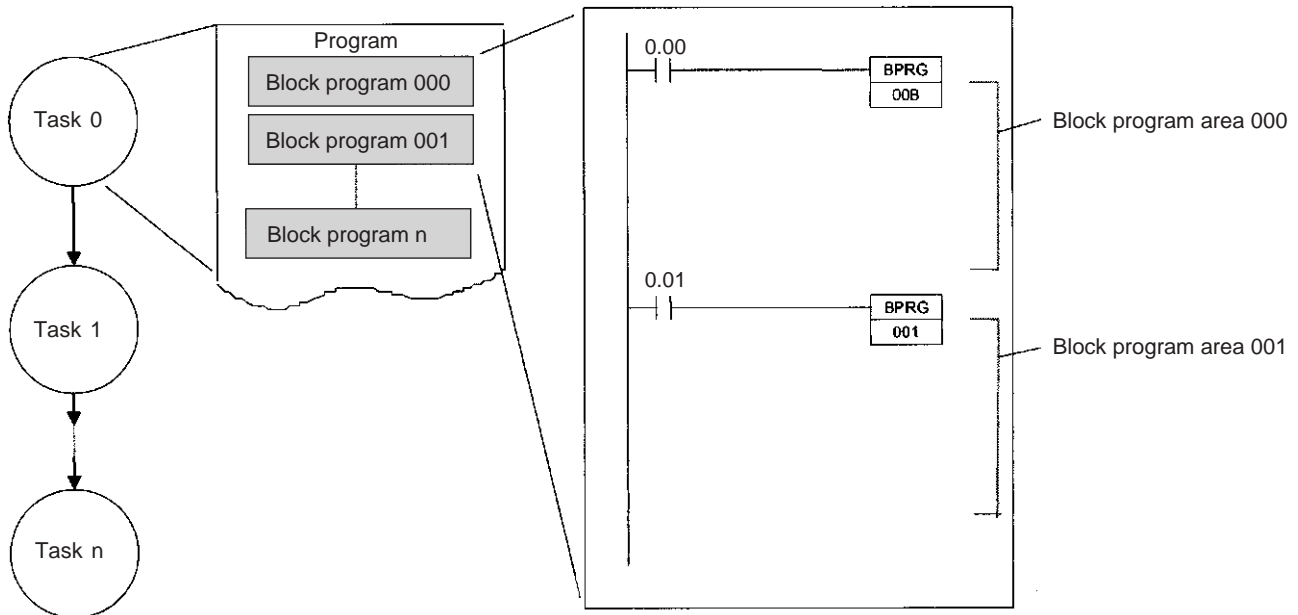 Program
Block program 000
Block program 001
Block program n
Task 0
Task 1
Task n
0.00
BPRG
00B
Block program area 000
0.01
BPRG
001
Block program area 001